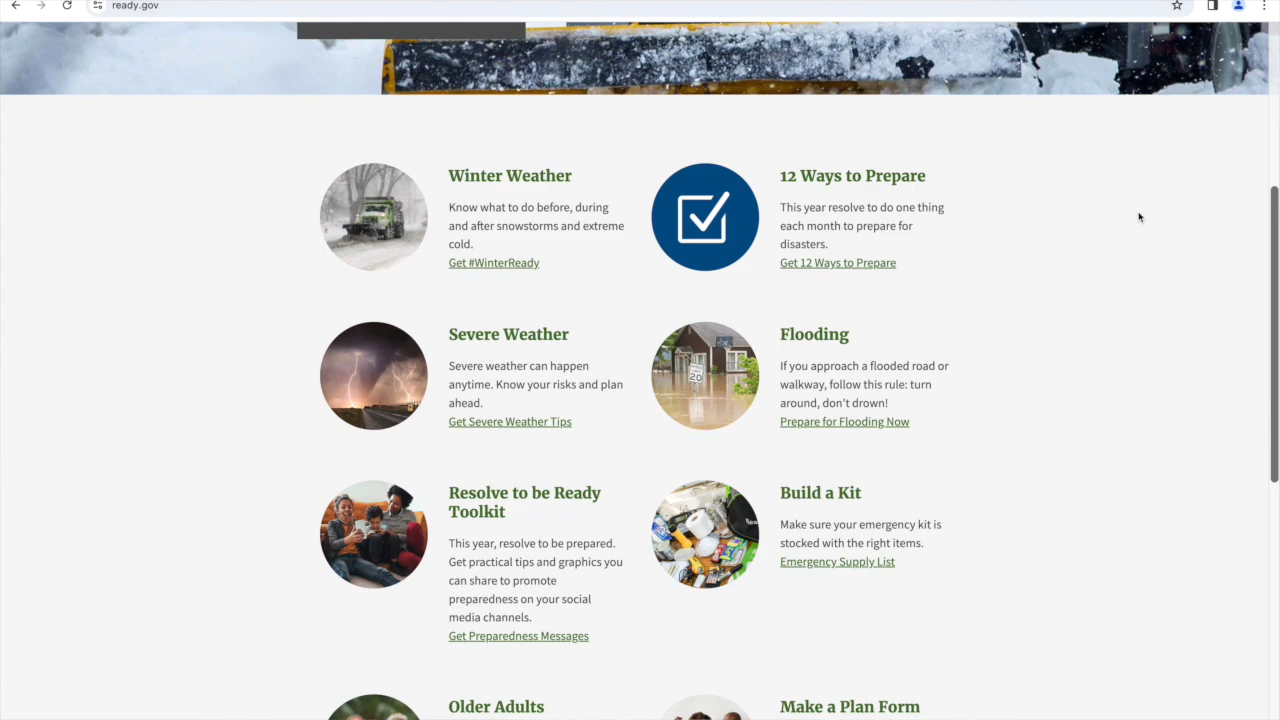 ready.gov
Winter Weather
Know what to do before, during
and after snowstorms and extreme
cold.
Get #WinterReady
12 Ways to Prepare
This year resolve to do one thing
each month to prepare for
disasters.
Get 12 Ways to Prepare
Severe Weather
Severe weather can happen
anytime. Know your risks and plan
ahead.
Get Severe Weather Tips
20
Flooding
If you approach a flooded road or
walkway, follow this rule: turn
around, don't drown!
Prepare for Flooding Now
Resolve to be Ready
Toolkit
This year, resolve to be prepared.
Get practical tips and graphics you
can share to promote
preparedness on your social
media channels.
Get Preparedness Messages
Build a Kit
Make sure your emergency kit is
stocked with the right items.
Emergency Supply List
Older Adults
Make a Plan Form